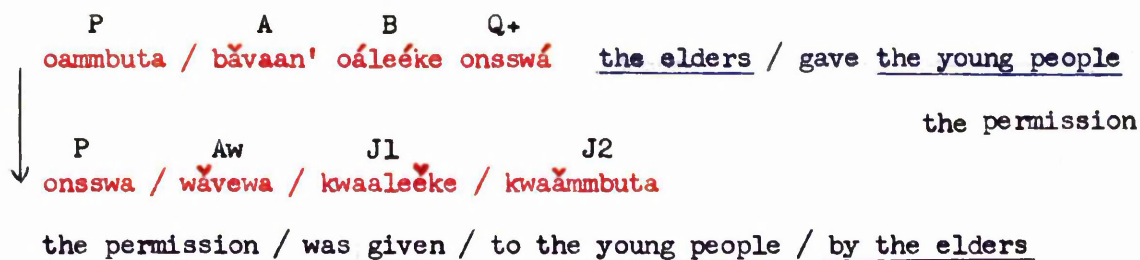 P A B Q+
oammbuta / bǎvaan' oáleéke onsswá the elders / gave the young people
the permission
P Aw J1 J2
onsswa / wǎvewa / kwaaleěke / kwaǎmmbuta
the permission / was given / to the young people / by the elders